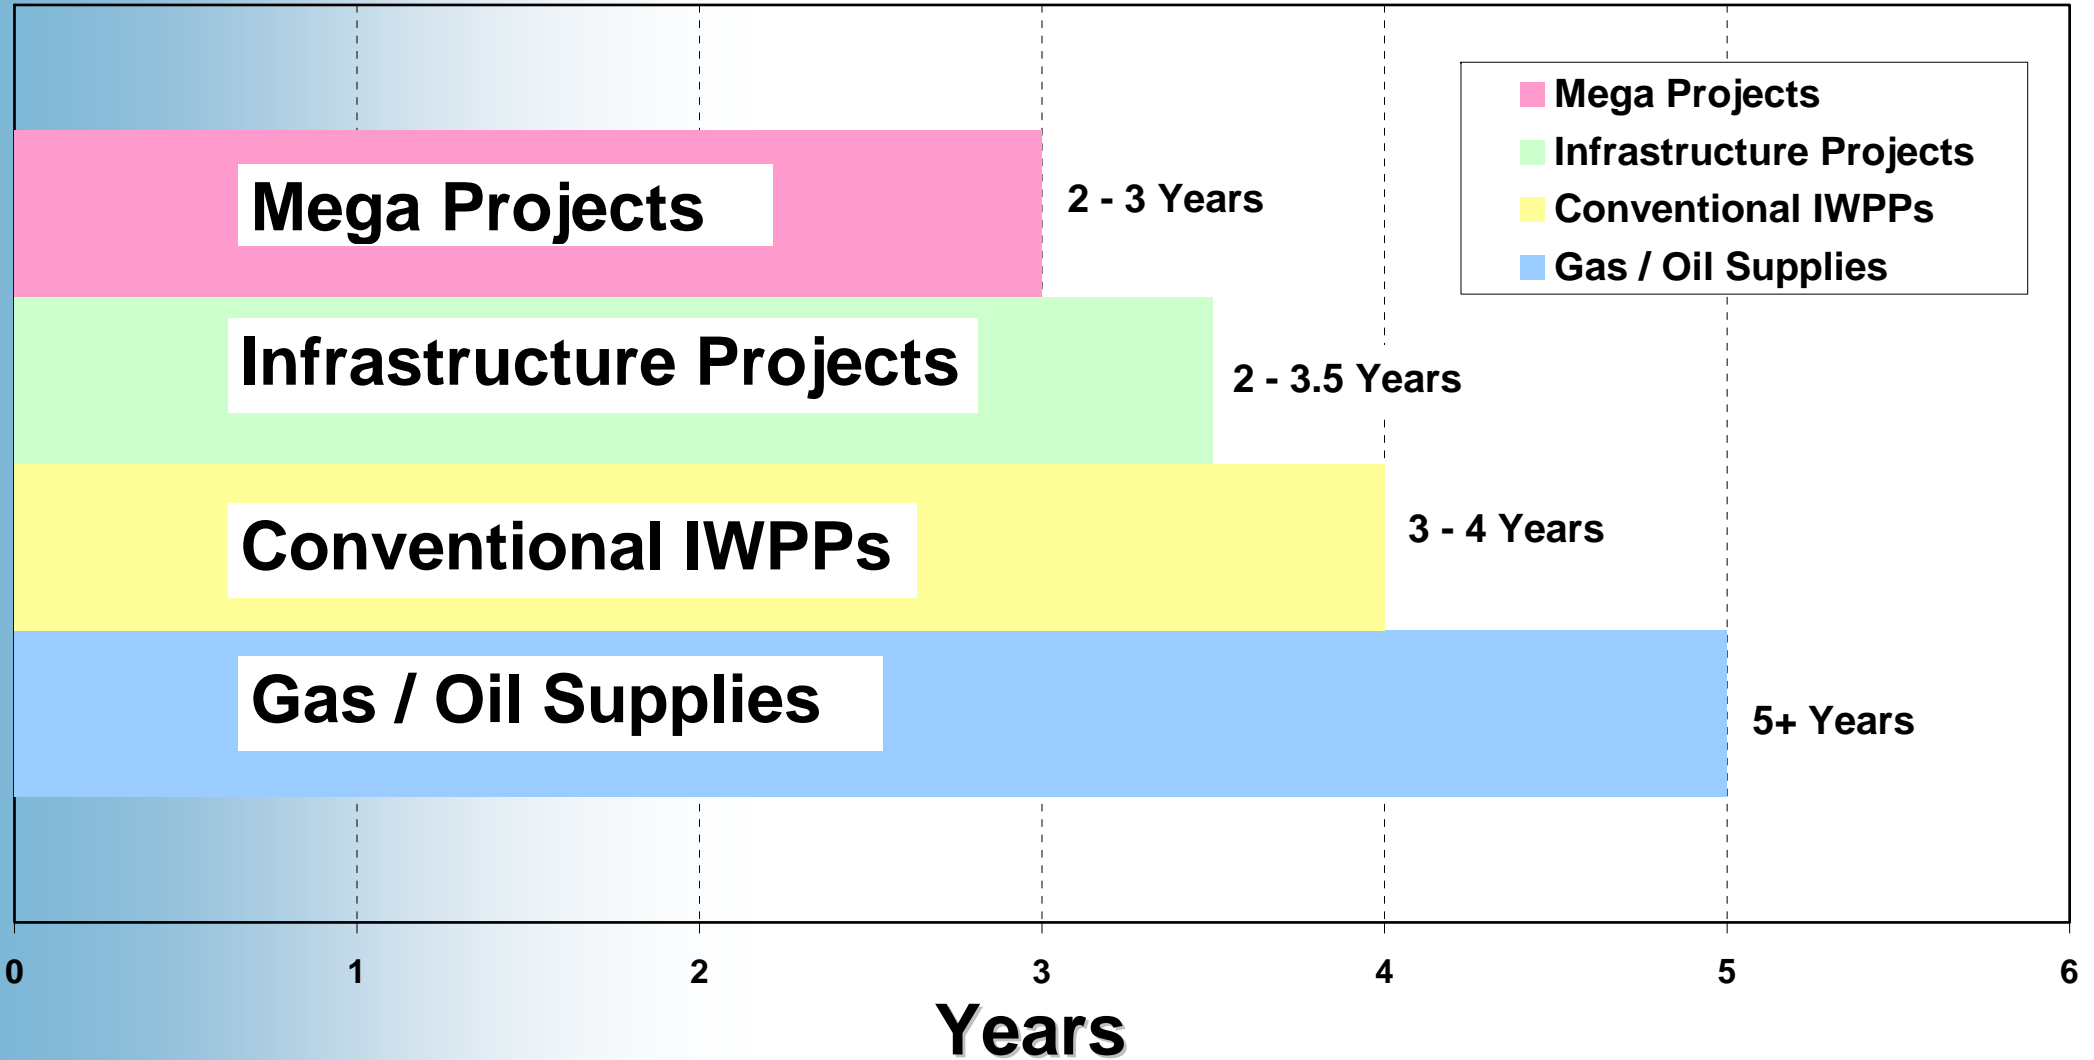 Mega Projects
Infrastructure Projects
Conventional IWPPs
Gas / Oil Supplies
Mega Projects
2 - 3 Years
Infrastructure Projects
2 - 3.5 Years
Conventional IWPPs
3 - 4 Years
Gas / Oil Supplies
5+ Years
0 1 2 3 4 5 6
Years